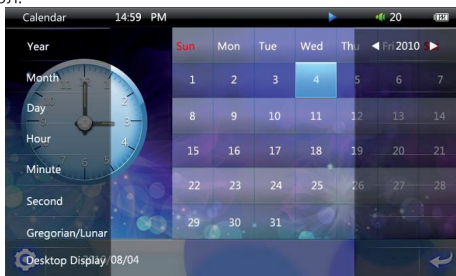 Calendar 14:59 PM 20
Year
Sun Mon Tue Wed Thu Fri 2010
Month 1 2 3 4 5 6 7
Day
8 9 10 11 12 13 14
Hour
15 16 17 18 19 20 21
Minute
22 23 24 25 26 27 28
Second
29 30 31
Gregorian/Lunar
Desktop Display /08/04